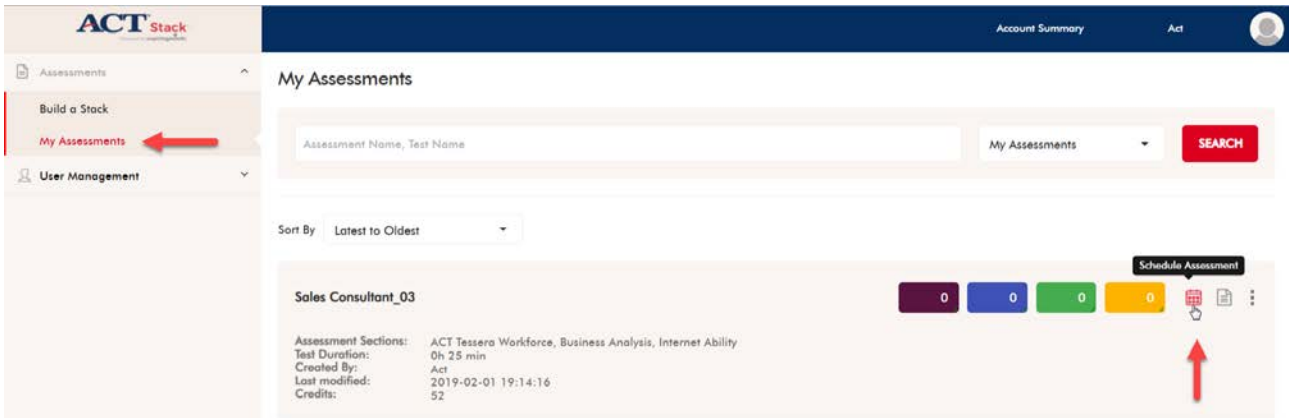 ACT Stack
Account Summary
Act
Assessments
Build a Stack
My Assessments
User Management
My Assessments
Assessment Name, Test Name
My Assessments
SEARCH
Sort By Latest to Oldest
Schedule Assessment
Sales Consultant_03
0 0 0 0
Assessment Sections: ACT Tessera Workforce, Business Analysis, Internet Ability
Test Duration: 0h 25 min
Created By: Act
Last modified: 2019-02-01 19:14:16
Credits: 52